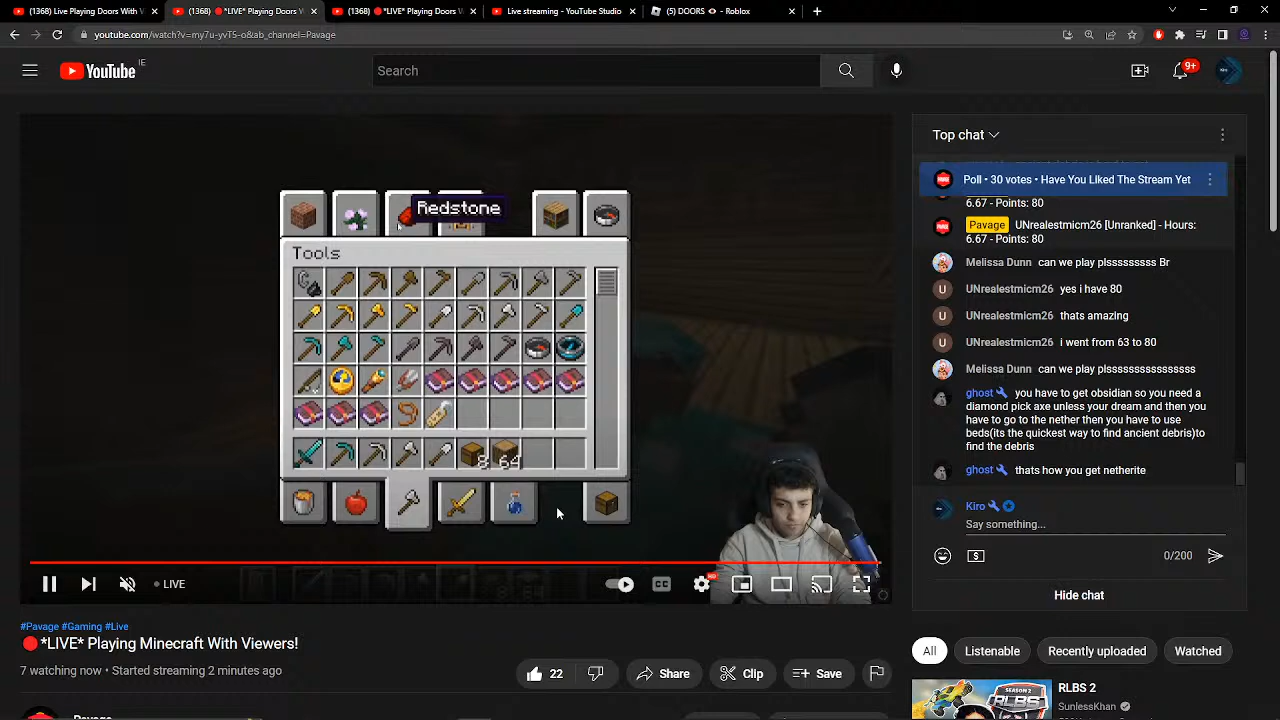 (1368) Live Playing Doors With V
(1368) 🔴*LIVE* Playing Doors V
(1368) 🔴*LIVE* Playing Doors V
Live streaming - YouTube Studio
(5) DOORS 👁 - Roblox
youtube.com/watch?v=my7u-yvT5-o&ab_channel=Pavage
YouTube IE
Search
9+
Redstone
Tools
8 64
LIVE
CC
HD
#Pavage #Gaming #Live
🔴*LIVE* Playing Minecraft With Viewers!
7 watching now • Started streaming 2 minutes ago
22
Share
Clip
Save
Pavage
Top chat
Poll • 30 votes • Have You Liked The Stream Yet
6.67 - Points: 80
Pavage UNrealestmicm26 [Unranked] - Hours:
6.67 - Points: 80
Melissa Dunn can we play plsssssssss Br
UNrealestmicm26 yes i have 80
UNrealestmicm26 thats amazing
UNrealestmicm26 i went from 63 to 80
Melissa Dunn can we play plsssssssssssssss
ghost you have to get obsidian so you need a
diamond pick axe unless your dream and then you
have to go to the nether then you have to use
beds(its the quickest way to find ancient debris)to
find the debris
ghost thats how you get netherite
Kiro
Say something...
0/200
Hide chat
All
Listenable
Recently uploaded
Watched
SEASON 2
RLBS
RLBS 2
SunlessKhan